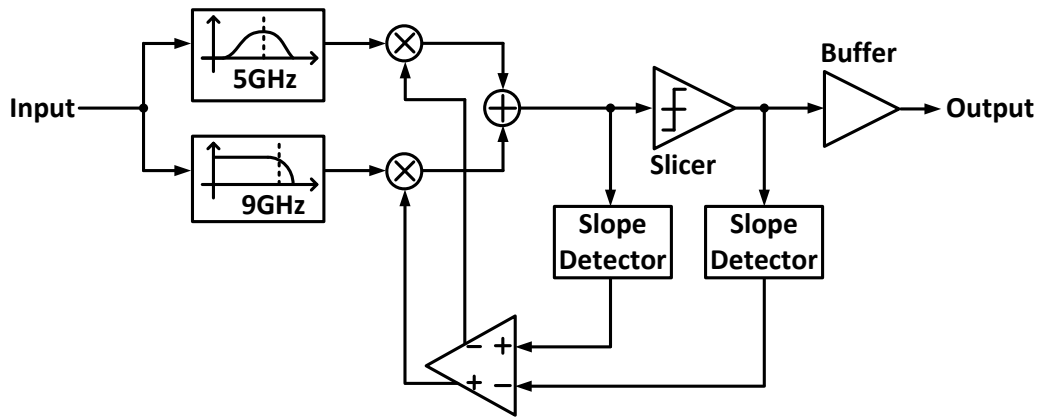 5GHz
Buffer
Input
Output
Slicer
9GHz
Slope
Detector
Slope
Detector
− +
+ −